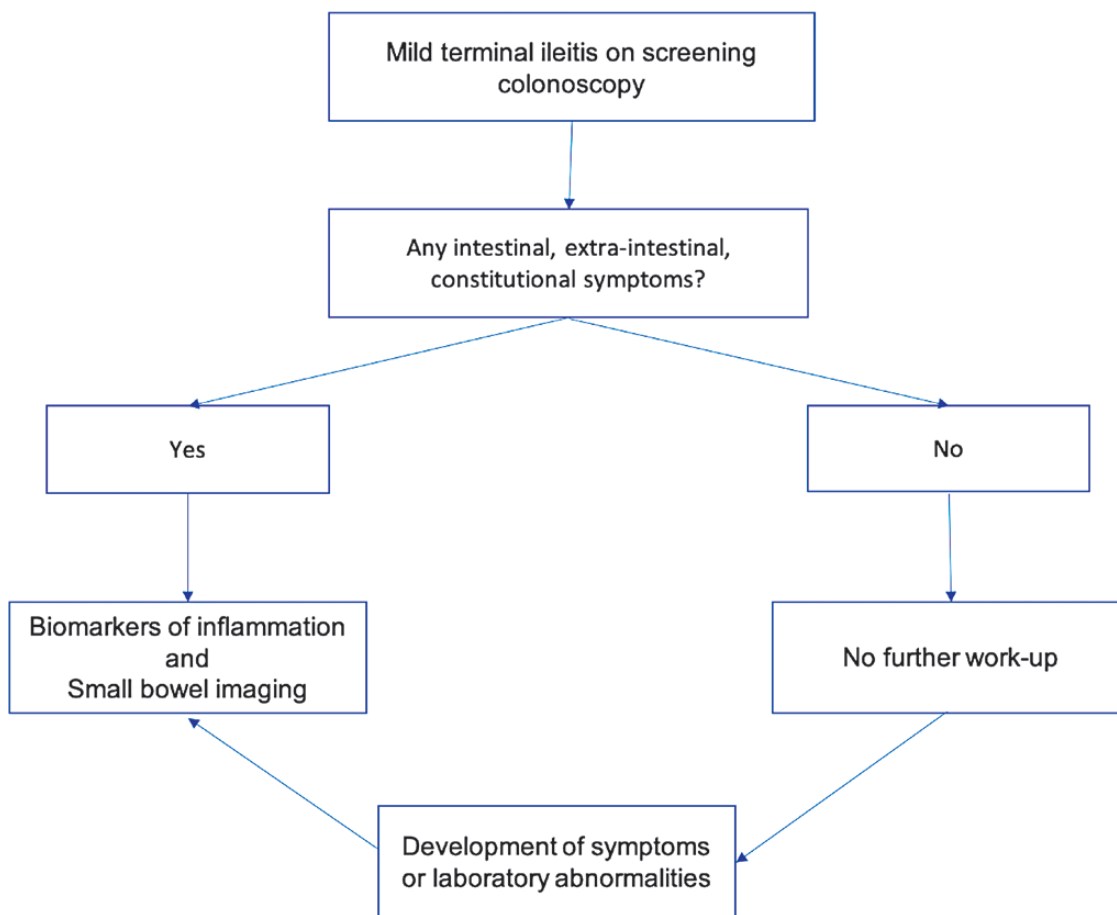 Mild terminal ileitis on screening
colonoscopy
Any intestinal, extra-intestinal,
constitutional symptoms?
Yes
No
Biomarkers of inflammation
and
Small bowel imaging
No further work-up
Development of symptoms
or laboratory abnormalities